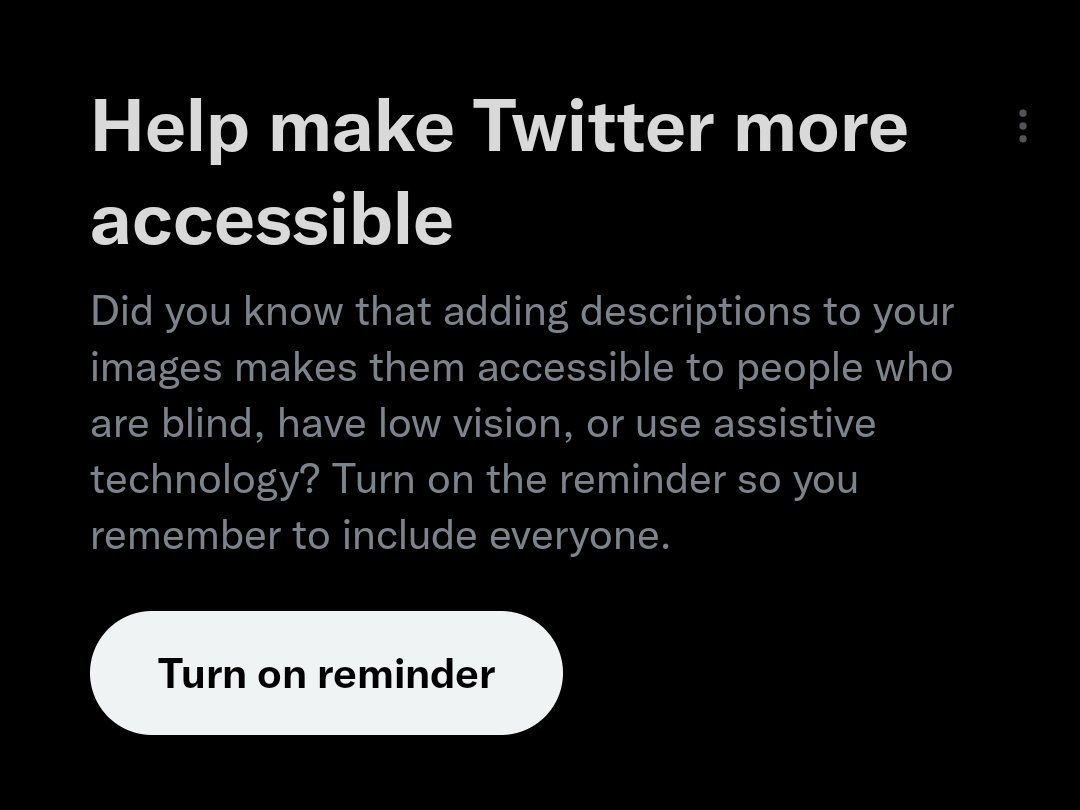 Help make Twitter more
accessible
Did you know that adding descriptions to your
images makes them accessible to people who
are blind, have low vision, or use assistive
technology? Turn on the reminder so you
remember to include everyone.
Turn on reminder